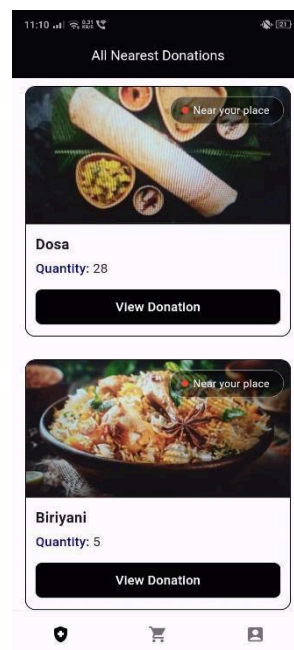 11:10
All Nearest Donations
Near your place
Dosa
Quantity: 28
View Donation
Near your place
Biriyani
Quantity: 5
View Donation